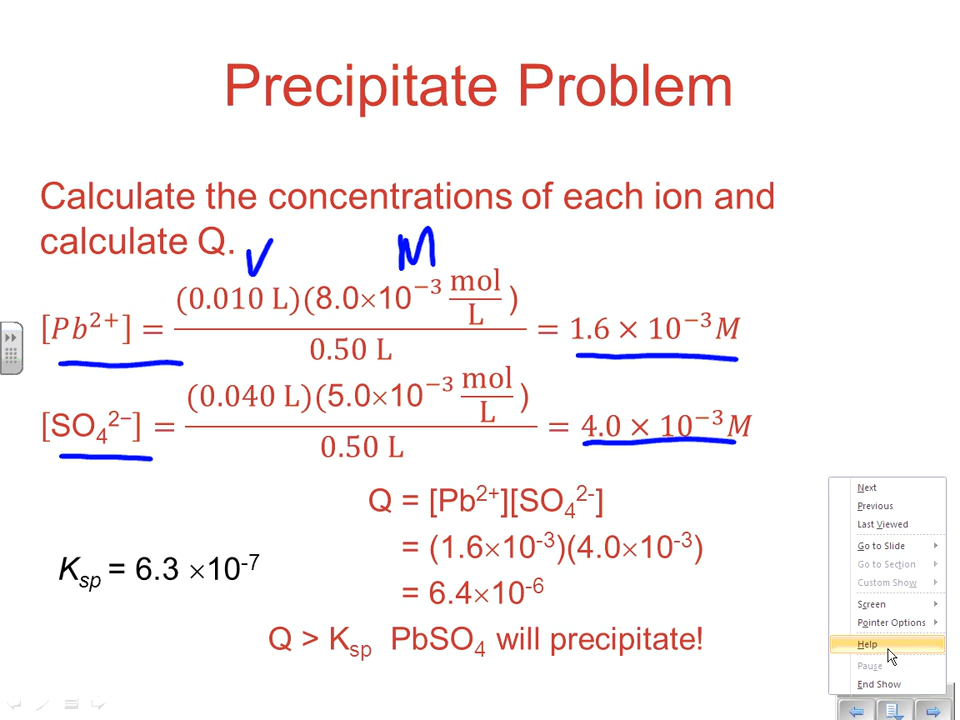 Precipitate Problem
Calculate the concentrations of each ion and
calculate Q.
V M
[Pb²⁺] = (0.010 L)(8.0×10⁻³ mol/L) / 0.50 L = 1.6 × 10⁻³ M
[SO₄²⁻] = (0.040 L)(5.0×10⁻³ mol/L) / 0.50 L = 4.0 × 10⁻³ M
Q = [Pb²⁺][SO₄²⁻]
= (1.6×10⁻³)(4.0×10⁻³)
Ksp = 6.3 ×10⁻⁷
= 6.4×10⁻⁶
Q > Ksp PbSO₄ will precipitate!
Next
Previous
Last Viewed
Go to Slide
Go to Section
Custom Show
Screen
Pointer Options
Help
Pause
End Show